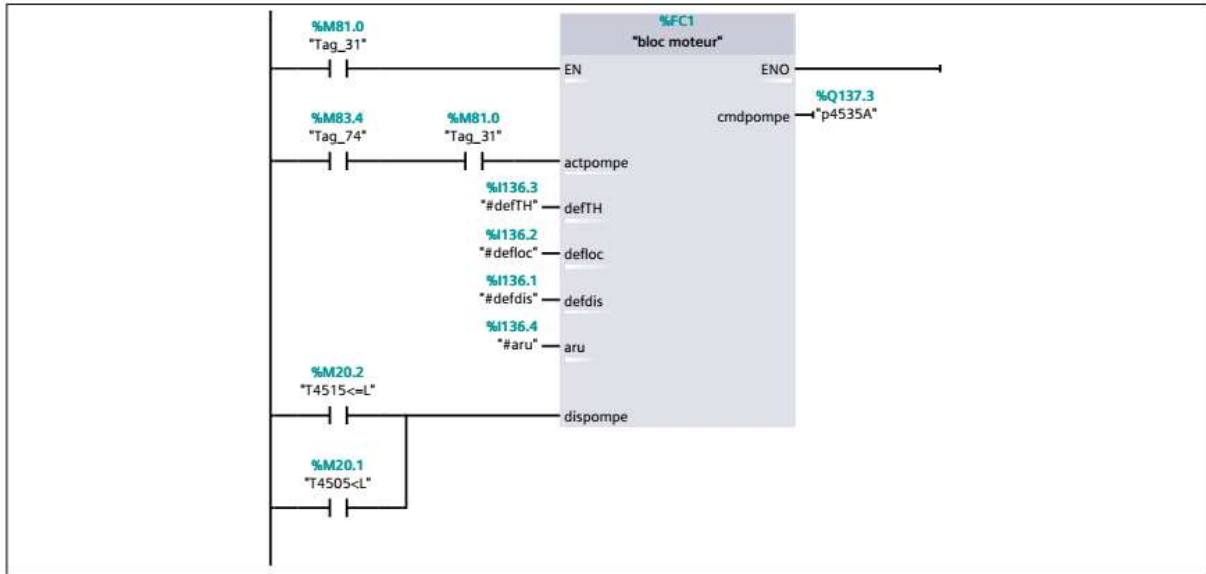 %M81.0
"Tag_31"
%FC1
"bloc moteur"
EN
ENO
%M83.4
"Tag_74"
%M81.0
"Tag_31"
actpompe
cmdpompe
%Q137.3
"p4535A"
%I136.3
"#defTH"
defTH
%I136.2
"#defloc"
defloc
%I136.1
"#defdis"
defdis
%I136.4
"#aru"
aru
%M20.2
"T4515<=L"
dispompe
%M20.1
"T4505<L"